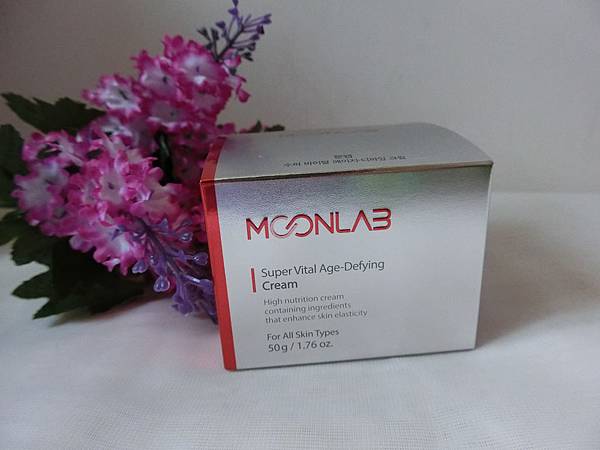 MOONLAB
Super Vital Age-Defying
Cream
High nutrition cream
containing ingredients
that enhance skin elasticity
For All Skin Types
50g / 1.76 oz.